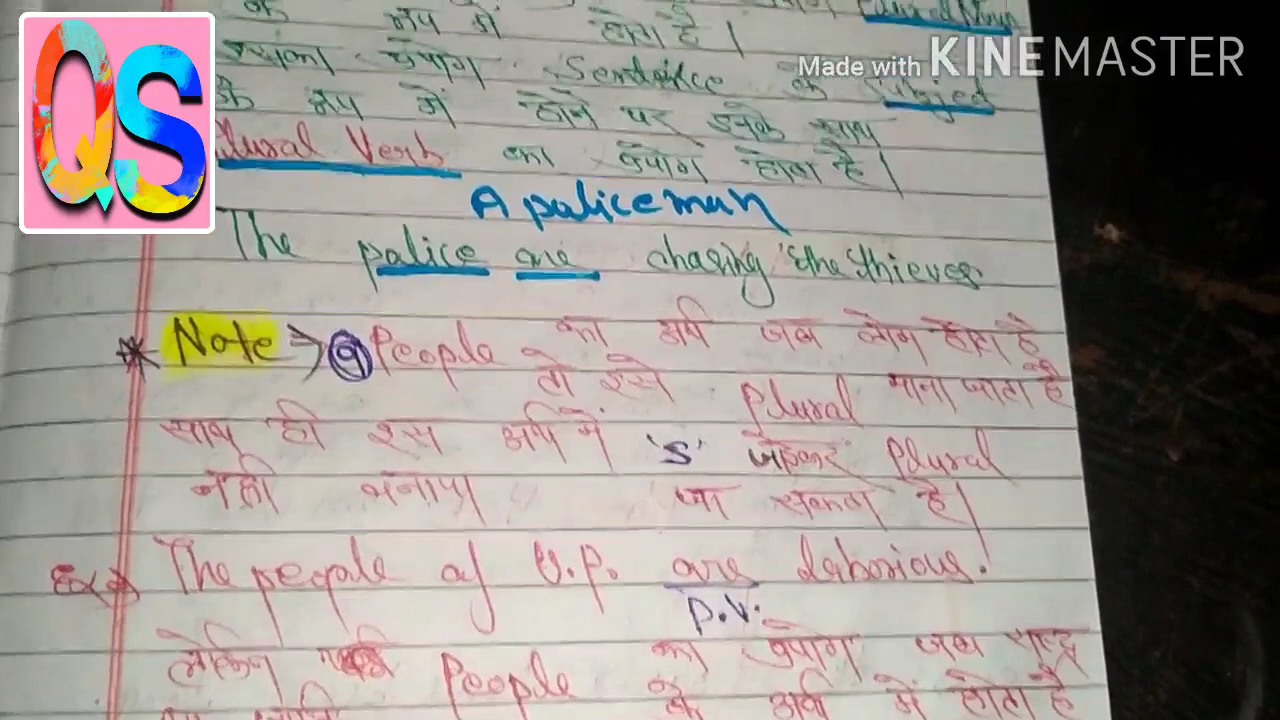 QS
Made with KINEMASTER
के रूप में होता है।
इसका प्रयोग Sentence के Subject
के रूप में होने पर इनके साथ
Plural Verb का प्रयोग होता है।
A policeman
The police are chasing the thieves
* Note → १ People का अर्थ जब लोग होता है
तो इसे Plural माना जाता है
साथ ही इस अर्थ में 's' जोड़कर Plural
नही बनाया जा सकता है।
Ex → The people of U.P. are laborious.
P.V.
लेकिन People का प्रयोग जब राष्ट्र
के अर्थ में होता है